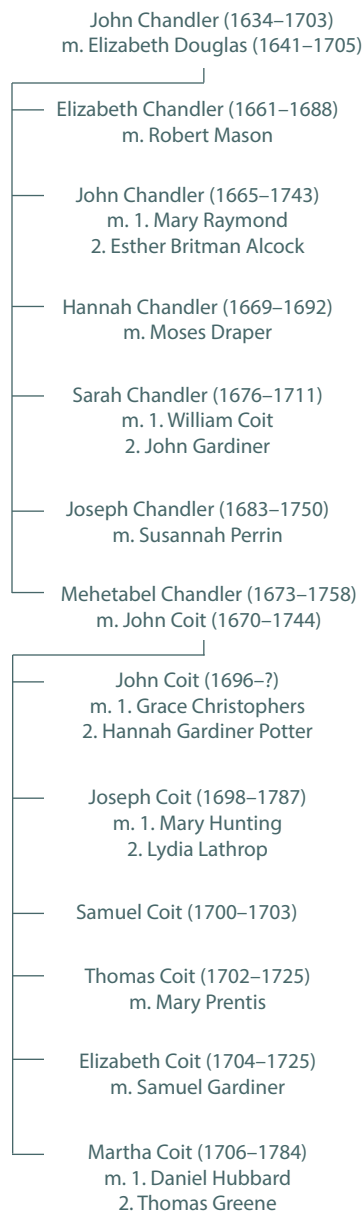 John Chandler (1634–1703)
m. Elizabeth Douglas (1641–1705)
Elizabeth Chandler (1661–1688)
m. Robert Mason
John Chandler (1665–1743)
m. 1. Mary Raymond
2. Esther Britman Alcock
Hannah Chandler (1669–1692)
m. Moses Draper
Sarah Chandler (1676–1711)
m. 1. William Coit
2. John Gardiner
Joseph Chandler (1683–1750)
m. Susannah Perrin
Mehetabel Chandler (1673–1758)
m. John Coit (1670–1744)
John Coit (1696–?)
m. 1. Grace Christophers
2. Hannah Gardiner Potter
Joseph Coit (1698–1787)
m. 1. Mary Hunting
2. Lydia Lathrop
Samuel Coit (1700–1703)
Thomas Coit (1702–1725)
m. Mary Prentis
Elizabeth Coit (1704–1725)
m. Samuel Gardiner
Martha Coit (1706–1784)
m. 1. Daniel Hubbard
2. Thomas Greene